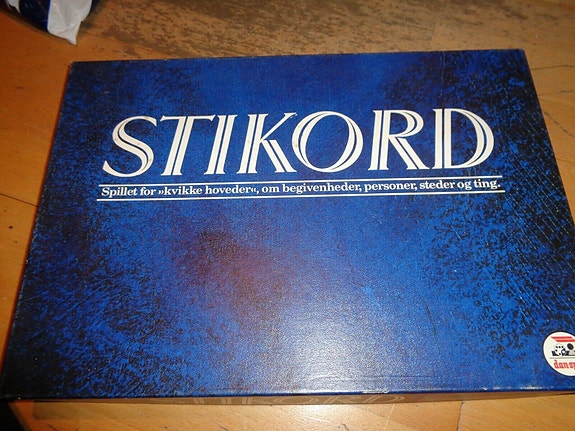 STIKORD
Spillet for »kvikke hoveder«, om begivenheder, personer, steder og ting.